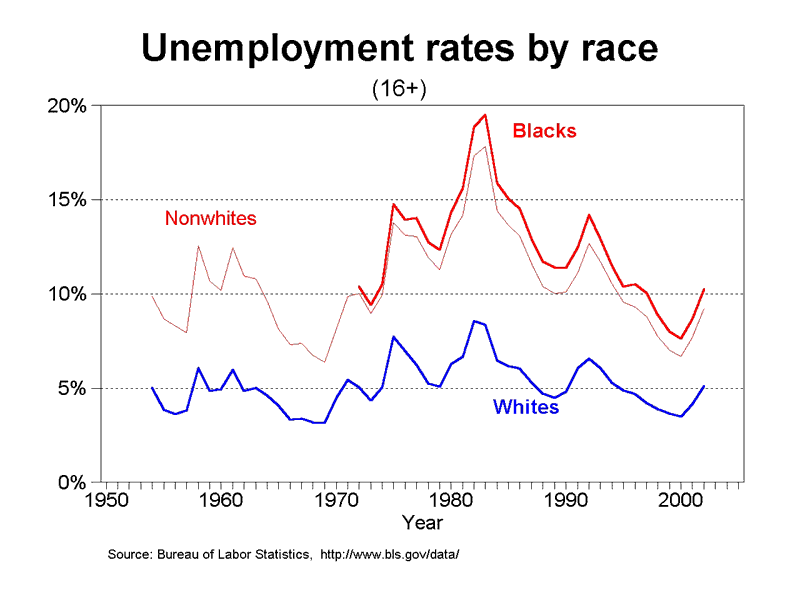 Unemployment rates by race
(16+)
20%
Blacks
15%
Nonwhites
10%
5%
Whites
0%
1950 1960 1970 1980 1990 2000
Year
Source: Bureau of Labor Statistics, http://www.bls.gov/data/